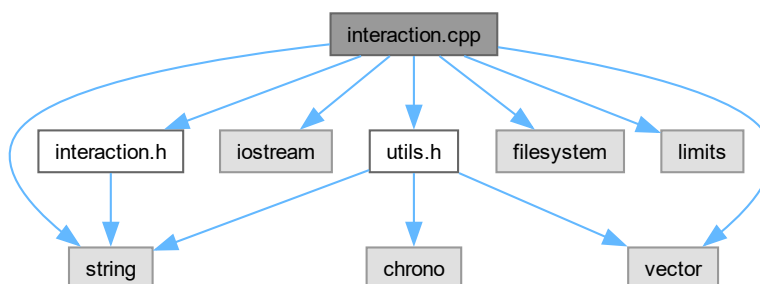 interaction.cpp
interaction.h
iostream
utils.h
filesystem
limits
string
chrono
vector